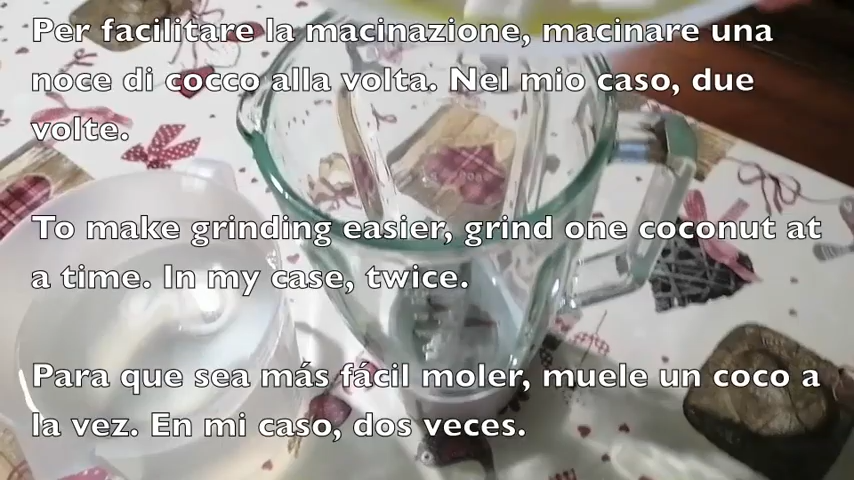 Per facilitare la macinazione, macinare una
noce di cocco alla volta. Nel mio caso, due
volte.
To make grinding easier, grind one coconut at
a time. In my case, twice.
Para que sea más fácil moler, muele un coco a
la vez. En mi caso, dos veces.